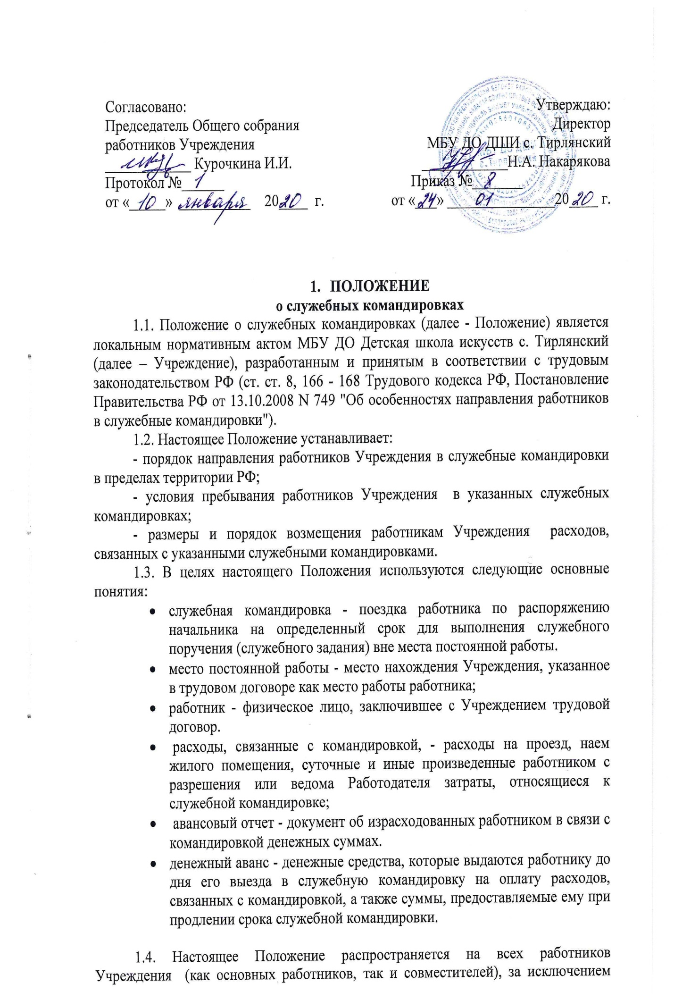 Согласовано:
Председатель Общего собрания
работников Учреждения
____________ Курочкина И.И.
Протокол № 1
от « 10 » января 2020 г.
Утверждаю:
Директор
МБУ ДО ДШИ с. Тирлянский
____________Н.А. Накарякова
Приказ № 8
от «24» 01 2020 г.
1. ПОЛОЖЕНИЕ
о служебных командировках
1.1. Положение о служебных командировках (далее - Положение) является
локальным нормативным актом МБУ ДО Детская школа искусств с. Тирлянский
(далее – Учреждение), разработанным и принятым в соответствии с трудовым
законодательством РФ (ст. ст. 8, 166 - 168 Трудового кодекса РФ, Постановление
Правительства РФ от 13.10.2008 N 749 "Об особенностях направления работников
в служебные командировки").
1.2. Настоящее Положение устанавливает:
- порядок направления работников Учреждения в служебные командировки
в пределах территории РФ;
- условия пребывания работников Учреждения в указанных служебных
командировках;
- размеры и порядок возмещения работникам Учреждения расходов,
связанных с указанными служебными командировками.
1.3. В целях настоящего Положения используются следующие основные
понятия:
• служебная командировка - поездка работника по распоряжению
начальника на определенный срок для выполнения служебного
поручения (служебного задания) вне места постоянной работы.
• место постоянной работы - место нахождения Учреждения, указанное
в трудовом договоре как место работы работника;
• работник - физическое лицо, заключившее с Учреждением трудовой
договор.
• расходы, связанные с командировкой, - расходы на проезд, наем
жилого помещения, суточные и иные произведенные работником с
разрешения или ведома Работодателя затраты, относящиеся к
служебной командировке;
• авансовый отчет - документ об израсходованных работником в связи с
командировкой денежных суммах.
• денежный аванс - денежные средства, которые выдаются работнику до
дня его выезда в служебную командировку на оплату расходов,
связанных с командировкой, а также суммы, предоставляемые ему при
продлении срока служебной командировки.
1.4. Настоящее Положение распространяется на всех работников
Учреждения (как основных работников, так и совместителей), за исключением